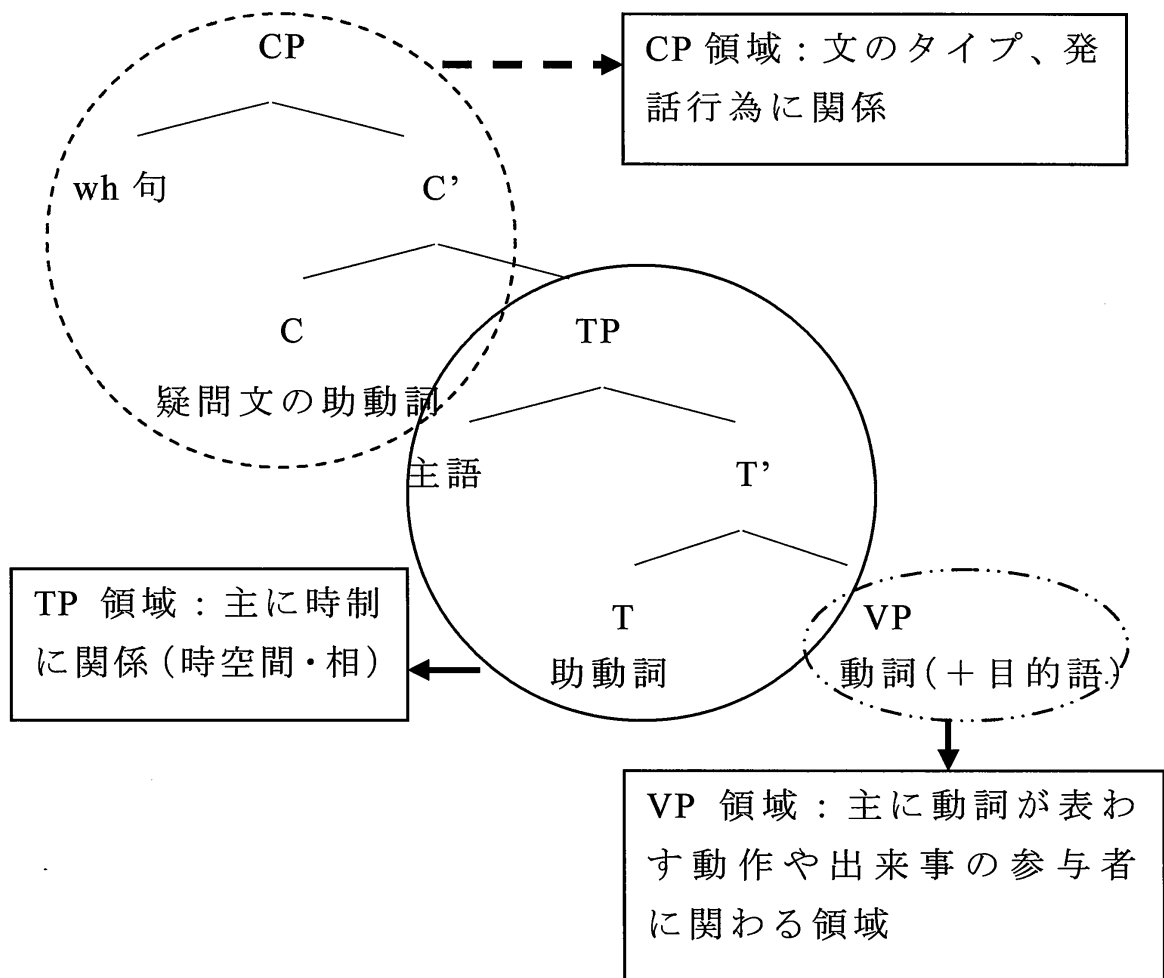 CP
CP 領域：文のタイプ、発
話行為に関係
wh 句
C’
C
TP
疑問文の助動詞
主語
T’
TP 領域：主に時制
に関係（時空間・相）
T
VP
助動詞
動詞（＋目的語）
VP 領域：主に動詞が表わ
す動作や出来事の参与者
に関わる領域